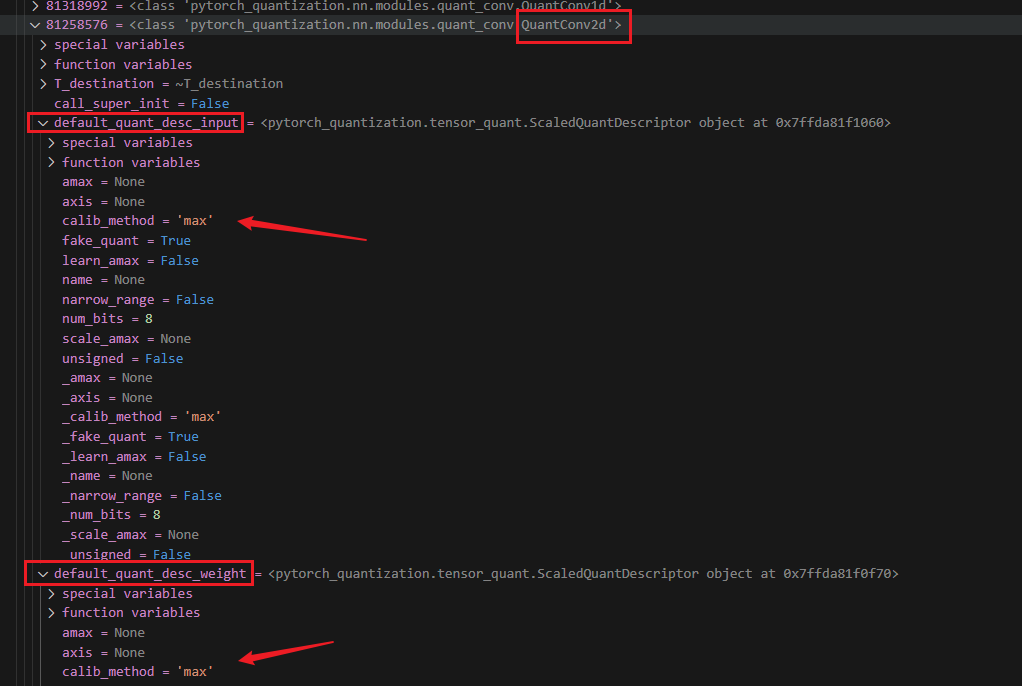 81318992 = <class 'pytorch_quantization.nn.modules.quant_conv.QuantConv1d'>
81258576 = <class 'pytorch_quantization.nn.modules.quant_conv.QuantConv2d'>
special variables
function variables
T_destination = ~T_destination
call_super_init = False
default_quant_desc_input = <pytorch_quantization.tensor_quant.ScaledQuantDescriptor object at 0x7ffda81f1060>
special variables
function variables
amax = None
axis = None
calib_method = 'max'
fake_quant = True
learn_amax = False
name = None
narrow_range = False
num_bits = 8
scale_amax = None
unsigned = False
_amax = None
_axis = None
_calib_method = 'max'
_fake_quant = True
_learn_amax = False
_name = None
_narrow_range = False
_num_bits = 8
_scale_amax = None
_unsigned = False
default_quant_desc_weight = <pytorch_quantization.tensor_quant.ScaledQuantDescriptor object at 0x7ffda81f0f70>
special variables
function variables
amax = None
axis = None
calib_method = 'max'